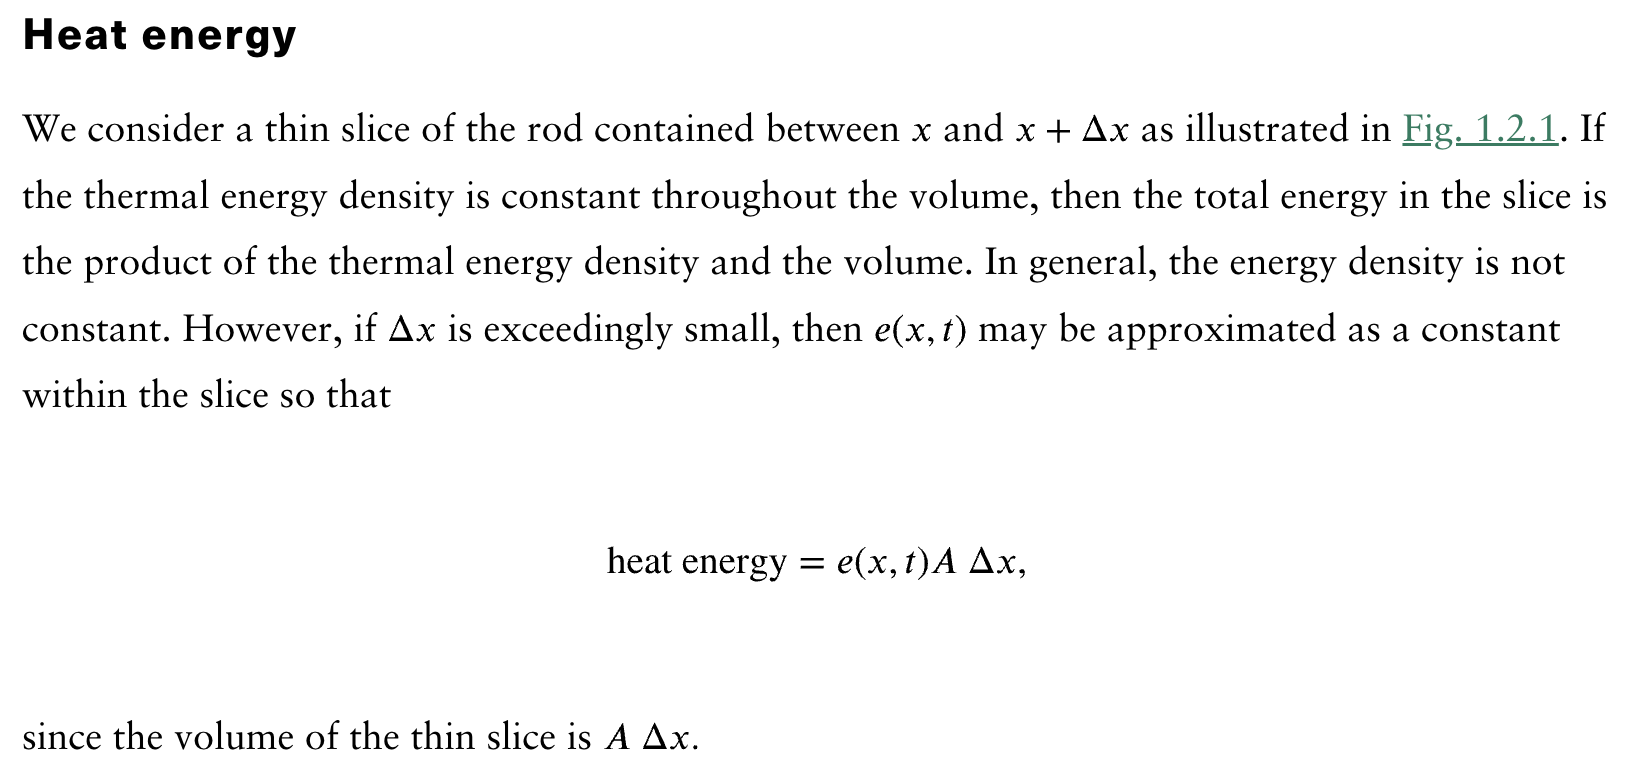 Heat energy
We consider a thin slice of the rod contained between x and x + Δx as illustrated in Fig. 1.2.1. If
the thermal energy density is constant throughout the volume, then the total energy in the slice is
the product of the thermal energy density and the volume. In general, the energy density is not
constant. However, if Δx is exceedingly small, then e(x, t) may be approximated as a constant
within the slice so that
heat energy = e(x, t)A Δx,
since the volume of the thin slice is A Δx.